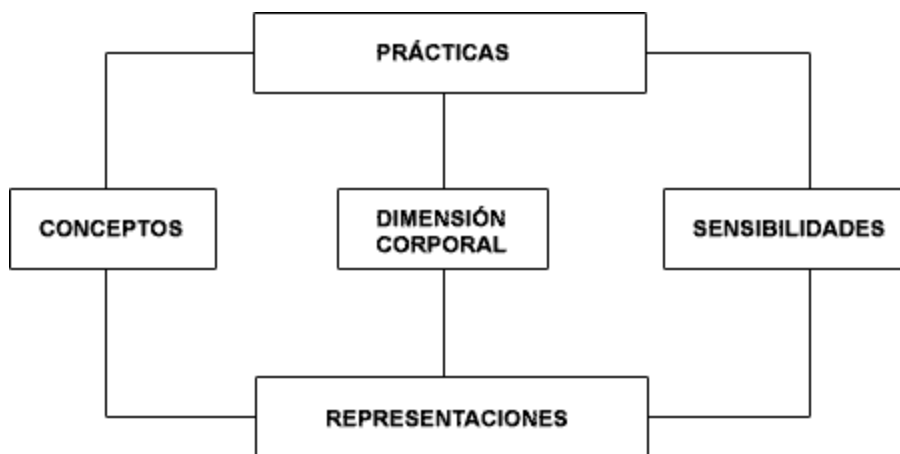 PRÁCTICAS
CONCEPTOS
DIMENSIÓN
CORPORAL
SENSIBILIDADES
REPRESENTACIONES